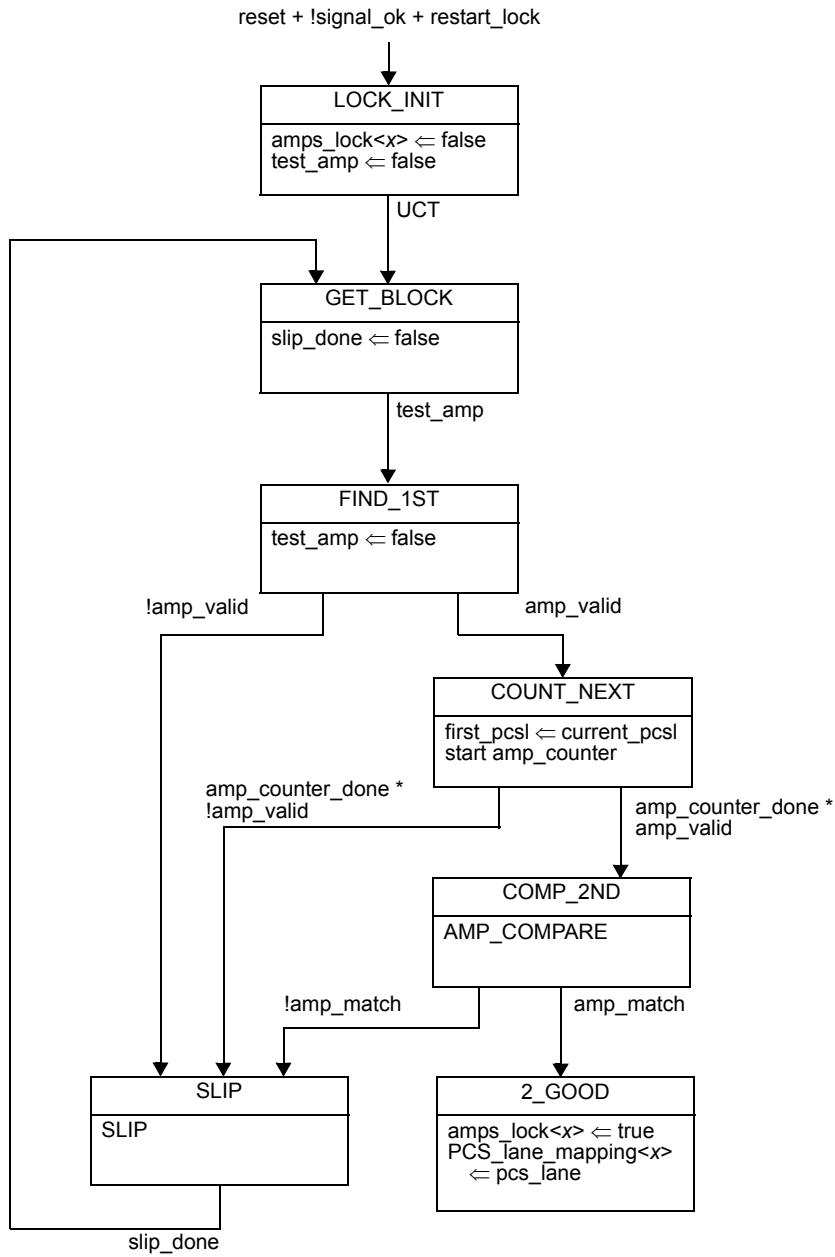 reset + !signal_ok + restart_lock
LOCK_INIT
amps_lock<x> ⇐ false
test_amp ⇐ false
UCT
GET_BLOCK
slip_done ⇐ false
test_amp
FIND_1ST
test_amp ⇐ false
!amp_valid
amp_valid
COUNT_NEXT
first_pcsl ⇐ current_pcsl
start amp_counter
amp_counter_done *
!amp_valid
amp_counter_done *
amp_valid
COMP_2ND
AMP_COMPARE
!amp_match
amp_match
SLIP
SLIP
2_GOOD
amps_lock<x> ⇐ true
PCS_lane_mapping<x>
⇐ pcs_lane
slip_done